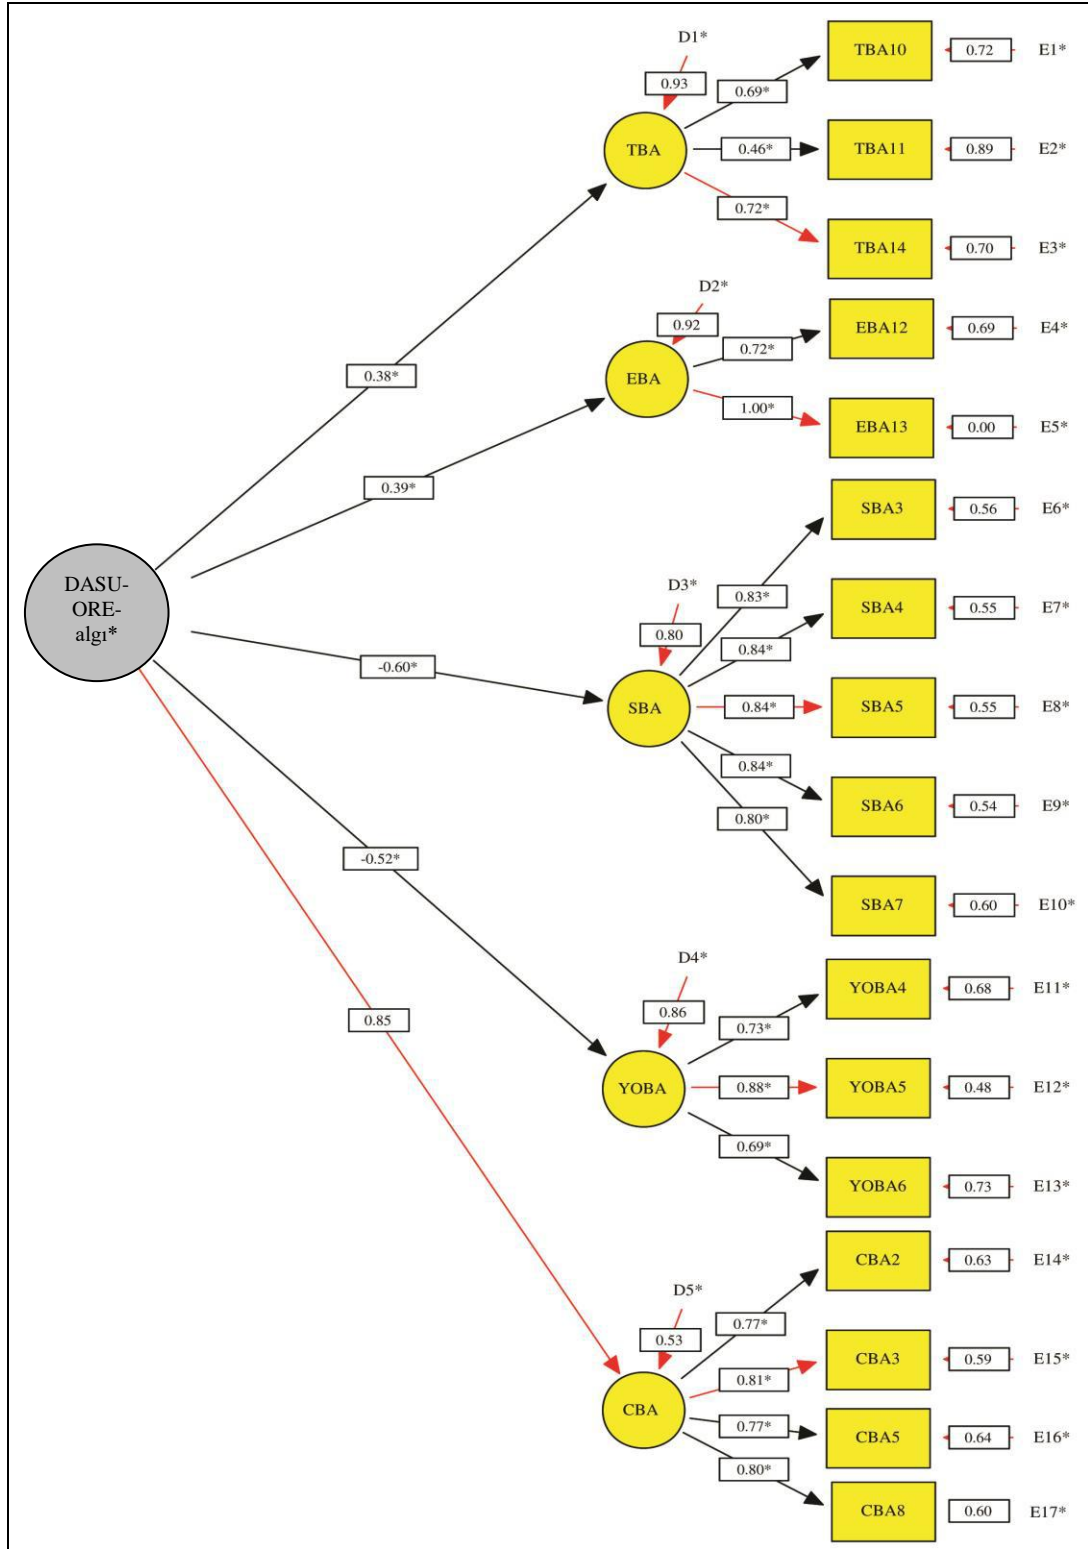 D1*
0.93
TBA
0.69*
TBA10
0.72
E1*
0.46*
TBA11
0.89
E2*
0.72*
TBA14
0.70
E3*
0.38*
D2*
0.92
EBA
0.72*
EBA12
0.69
E4*
1.00*
EBA13
0.00
E5*
0.39*
DASU-
ORE-
algı*
-0.60*
D3*
0.80
SBA
0.83*
SBA3
0.56
E6*
0.84*
SBA4
0.55
E7*
0.84*
SBA5
0.55
E8*
0.84*
SBA6
0.54
E9*
0.80*
SBA7
0.60
E10*
-0.52*
D4*
0.86
YOBA
0.73*
YOBA4
0.68
E11*
0.88*
YOBA5
0.48
E12*
0.69*
YOBA6
0.73
E13*
0.85
D5*
0.53
CBA
0.77*
CBA2
0.63
E14*
0.81*
CBA3
0.59
E15*
0.77*
CBA5
0.64
E16*
0.80*
CBA8
0.60
E17*